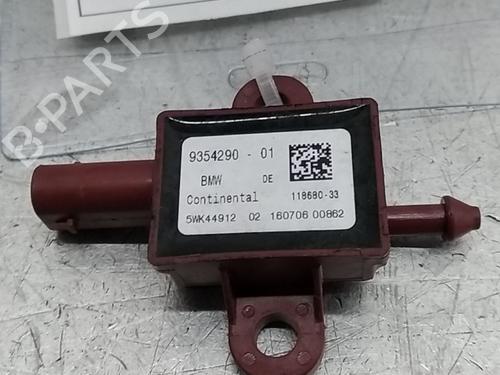 9354290 - 01
BMW DE
Continental 118680-33
5WK44912 02 160706 00862
B-PARTS